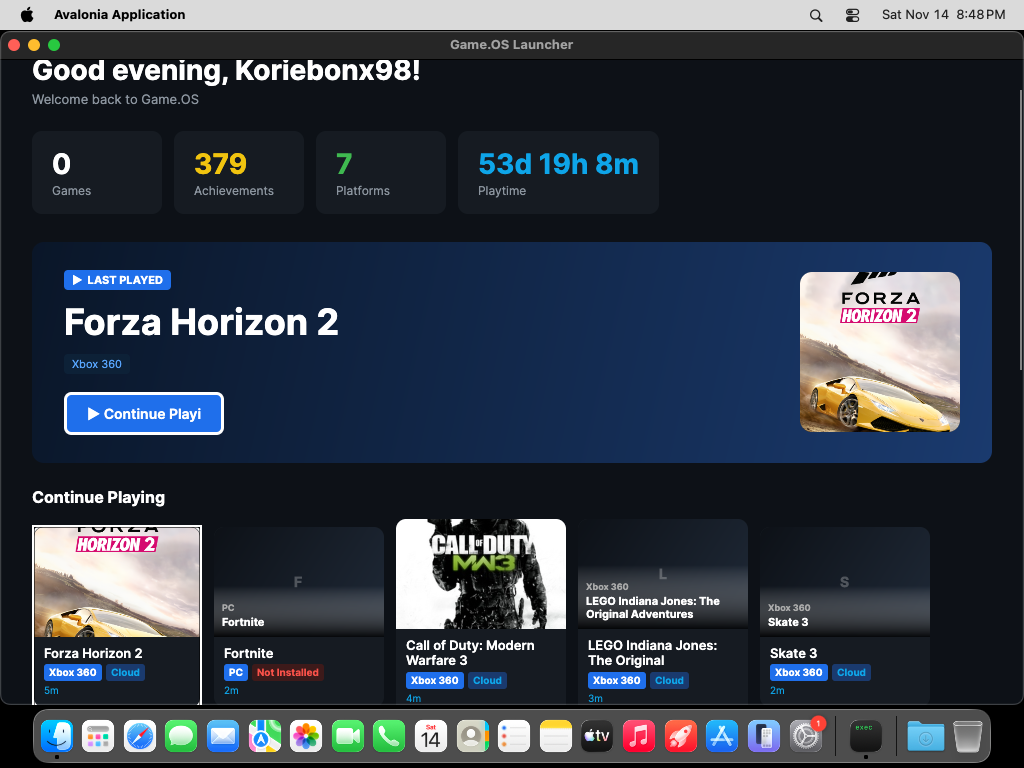 Avalonia Application
Sat Nov 14 8:48 PM
Game.OS Launcher
Good evening, Koriebonx98!
Welcome back to Game.OS
0
Games
379
Achievements
7
Platforms
53d 19h 8m
Playtime
▶ LAST PLAYED
Forza Horizon 2
Xbox 360
▶ Continue Playi
FORZA
HORIZON 2
Continue Playing
FORZA
HORIZON 2
Forza Horizon 2
Xbox 360 Cloud
5m
F
PC
Fortnite
Fortnite
PC Not Installed
2m
CALL OF DUTY
MW3
Call of Duty: Modern
Warfare 3
Xbox 360 Cloud
4m
L
Xbox 360
LEGO Indiana Jones: The
Original Adventures
LEGO Indiana Jones:
The Original
Xbox 360 Cloud
3m
S
Xbox 360
Skate 3
Skate 3
Xbox 360 Cloud
2m
Sat
14
tv
1
exec